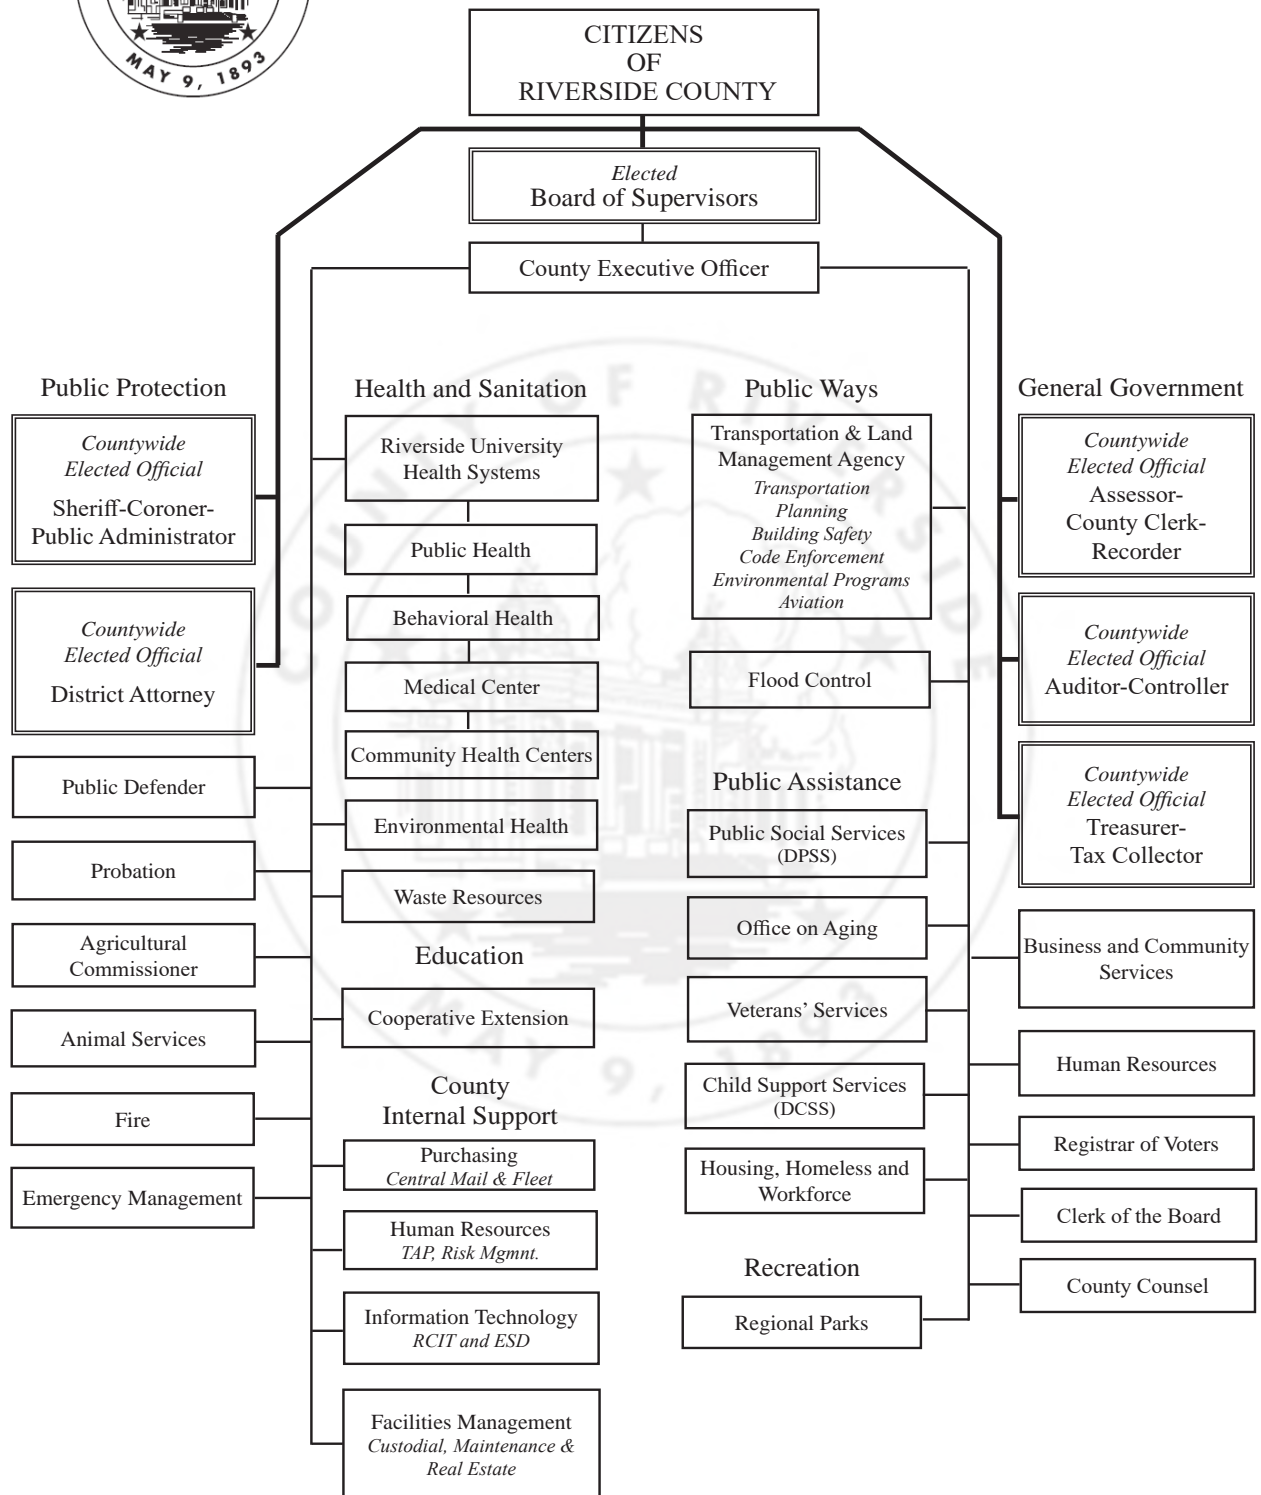 MAY 9, 1893
CITIZENS
OF
RIVERSIDE COUNTY
Elected
Board of Supervisors
County Executive Officer
COUNTY OF RIVERSIDE
MAY 9, 1893
Public Protection
Countywide
Elected Official
Sheriff-Coroner-
Public Administrator
Countywide
Elected Official
District Attorney
Public Defender
Probation
Agricultural
Commissioner
Animal Services
Fire
Emergency Management
Health and Sanitation
Riverside University
Health Systems
Public Health
Behavioral Health
Medical Center
Community Health Centers
Environmental Health
Waste Resources
Education
Cooperative Extension
County
Internal Support
Purchasing
Central Mail & Fleet
Human Resources
TAP, Risk Mgmnt.
Information Technology
RCIT and ESD
Facilities Management
Custodial, Maintenance &
Real Estate
Public Ways
Transportation & Land
Management Agency
Transportation
Planning
Building Safety
Code Enforcement
Environmental Programs
Aviation
Flood Control
Public Assistance
Public Social Services
(DPSS)
Office on Aging
Veterans’ Services
Child Support Services
(DCSS)
Housing, Homeless and
Workforce
Recreation
Regional Parks
General Government
Countywide
Elected Official
Assessor-
County Clerk-
Recorder
Countywide
Elected Official
Auditor-Controller
Countywide
Elected Official
Treasurer-
Tax Collector
Business and Community
Services
Human Resources
Registrar of Voters
Clerk of the Board
County Counsel